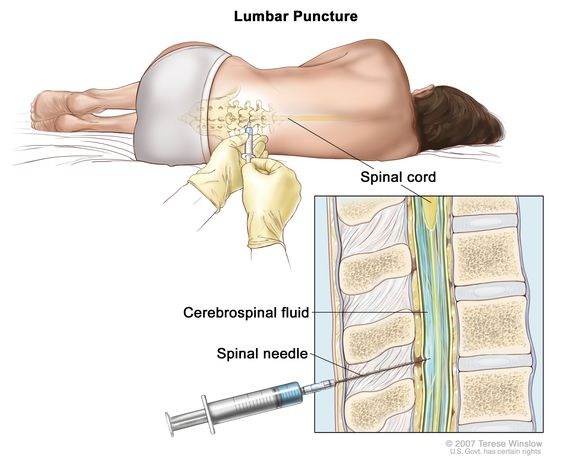 Lumbar Puncture
Spinal cord
Cerebrospinal fluid
Spinal needle
© 2007 Terese Winslow
U.S. Govt. has certain rights